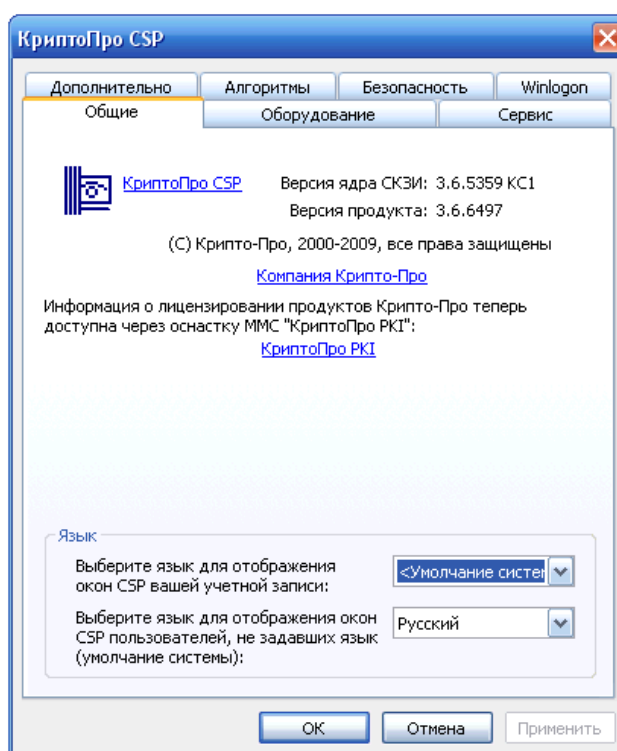 КриптоПро CSP
Дополнительно Алгоритмы Безопасность Winlogon
Общие Оборудование Сервис
КриптоПро CSP Версия ядра СКЗИ: 3.6.5359 КС1
Версия продукта: 3.6.6497
(C) Крипто-Про, 2000-2009, все права защищены
Компания Крипто-Про
Информация о лицензировании продуктов Крипто-Про теперь
доступна через оснастку MMC "КриптоПро PKI":
КриптоПро PKI
Язык
Выберите язык для отображения
окон CSP вашей учетной записи:
<Умолчание систем
Выберите язык для отображения окон
CSP пользователей, не задавших язык
(умолчание системы):
Русский
ОК Отмена Применить